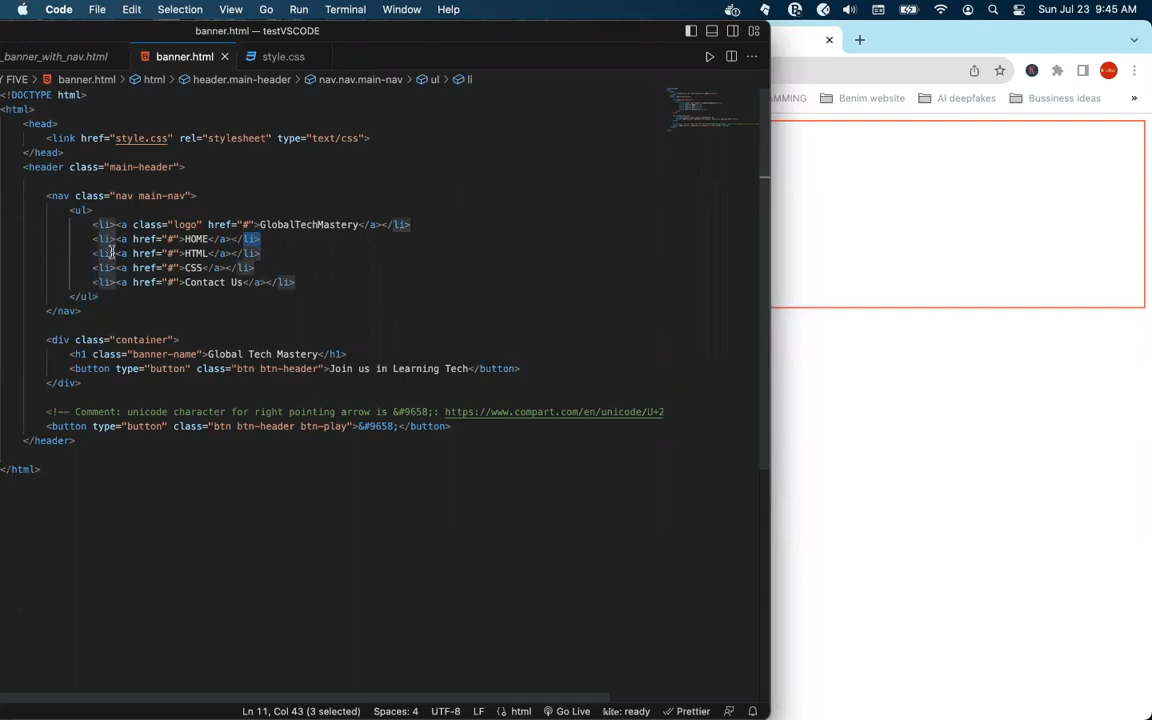 Code File Edit Selection View Go Run Terminal Window Help Sun Jul 23 9:45 AM
banner.html — testVSCODE
_banner_with_nav.html banner.html style.css
Y FIVE > banner.html > html > header.main-header > nav.nav.main-nav > ul > li
AMMING Benim website AI deepfakes Bussiness ideas »
<!DOCTYPE html>
<html>
<head>
<link href="style.css" rel="stylesheet" type="text/css">
</head>
<header class="main-header">
<nav class="nav main-nav">
<ul>
<li><a class="logo" href="#">GlobalTechMastery</a></li>
<li><a href="#">HOME</a></li>
<li><a href="#">HTML</a></li>
<li><a href="#">CSS</a></li>
<li><a href="#">Contact Us</a></li>
</ul>
</nav>
<div class="container">
<h1 class="banner-name">Global Tech Mastery</h1>
<button type="button" class="btn btn-header">Join us in Learning Tech</button>
</div>
<!-- Comment: unicode character for right pointing arrow is &#9658;: https://www.compart.com/en/unicode/U+2
<button type="button" class="btn btn-header btn-play">&#9658;</button>
</header>
</html>
Ln 11, Col 43 (3 selected) Spaces: 4 UTF-8 LF {} html Go Live kite: ready Prettier